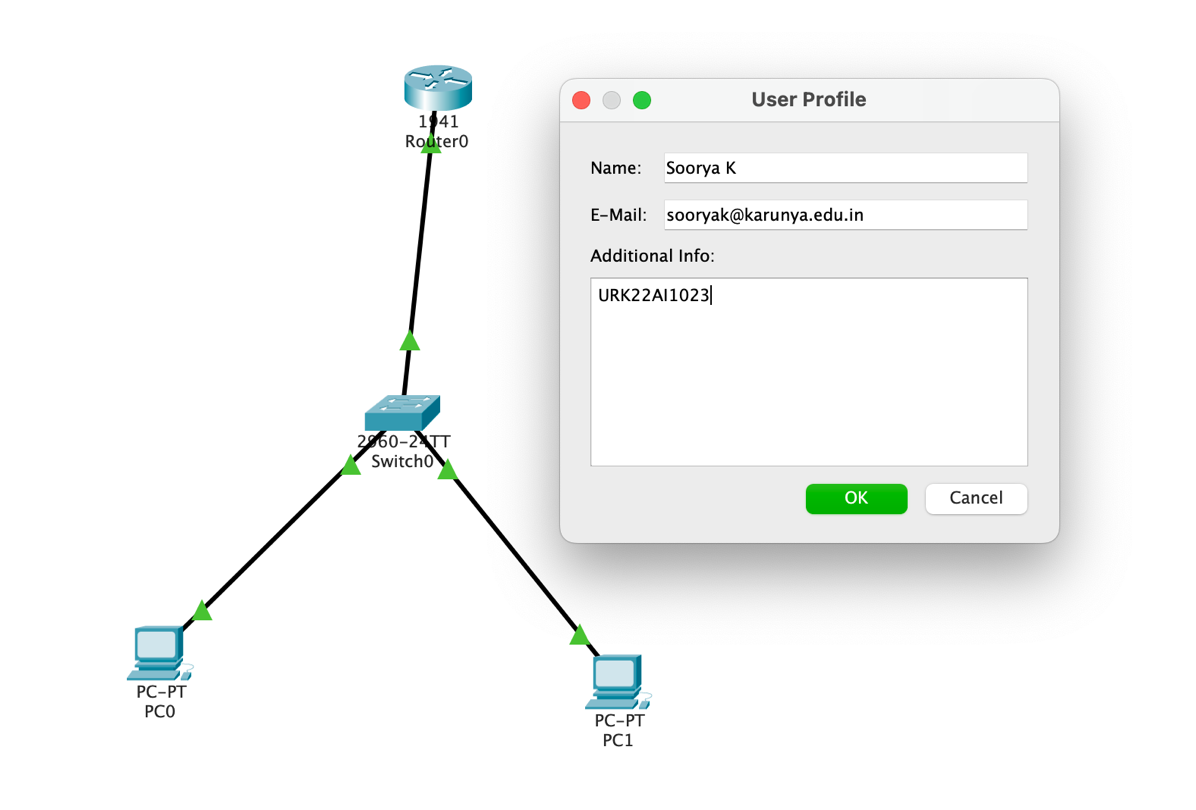 1941
Router0
2960-24TT
Switch0
PC-PT
PC0
PC-PT
PC1
User Profile
Name: Soorya K
E-Mail: sooryak@karunya.edu.in
Additional Info:
URK22AI1023
OK Cancel